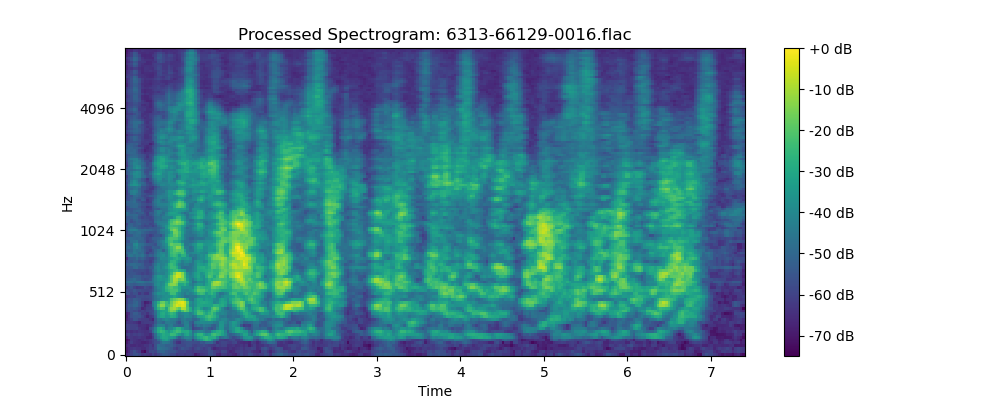 Processed Spectrogram: 6313-66129-0016.flac
Hz
4096
2048
1024
512
0
0 1 2 3 4 5 6 7
Time
+0 dB
-10 dB
-20 dB
-30 dB
-40 dB
-50 dB
-60 dB
-70 dB